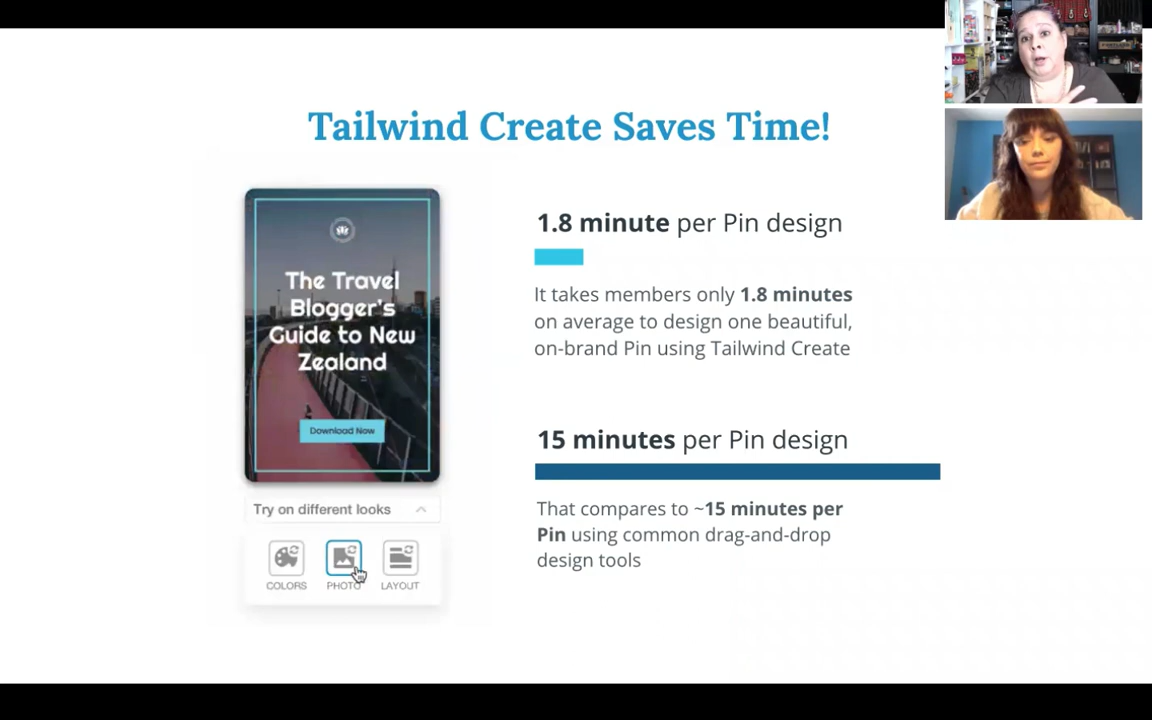 Tailwind Create Saves Time!
The Travel
Blogger's
Guide to New
Zealand
Download Now
Try on different looks
COLORS
PHOTO
LAYOUT
1.8 minute per Pin design
It takes members only 1.8 minutes
on average to design one beautiful,
on-brand Pin using Tailwind Create
15 minutes per Pin design
That compares to ~15 minutes per
Pin using common drag-and-drop
design tools